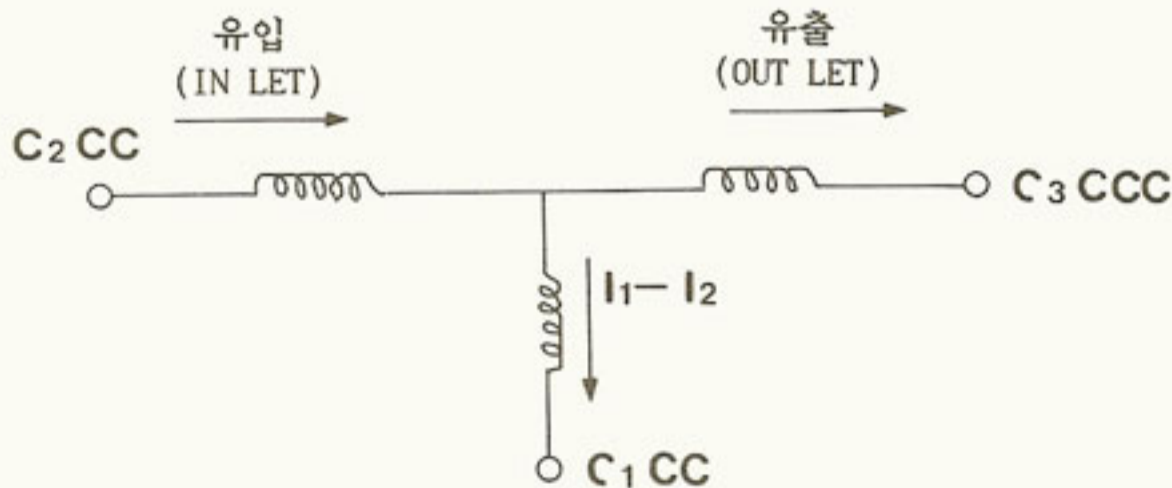 유입
(IN LET)
유출
(OUT LET)
C₂ CC
C₃ CCC
I₁− I₂
C₁ CC